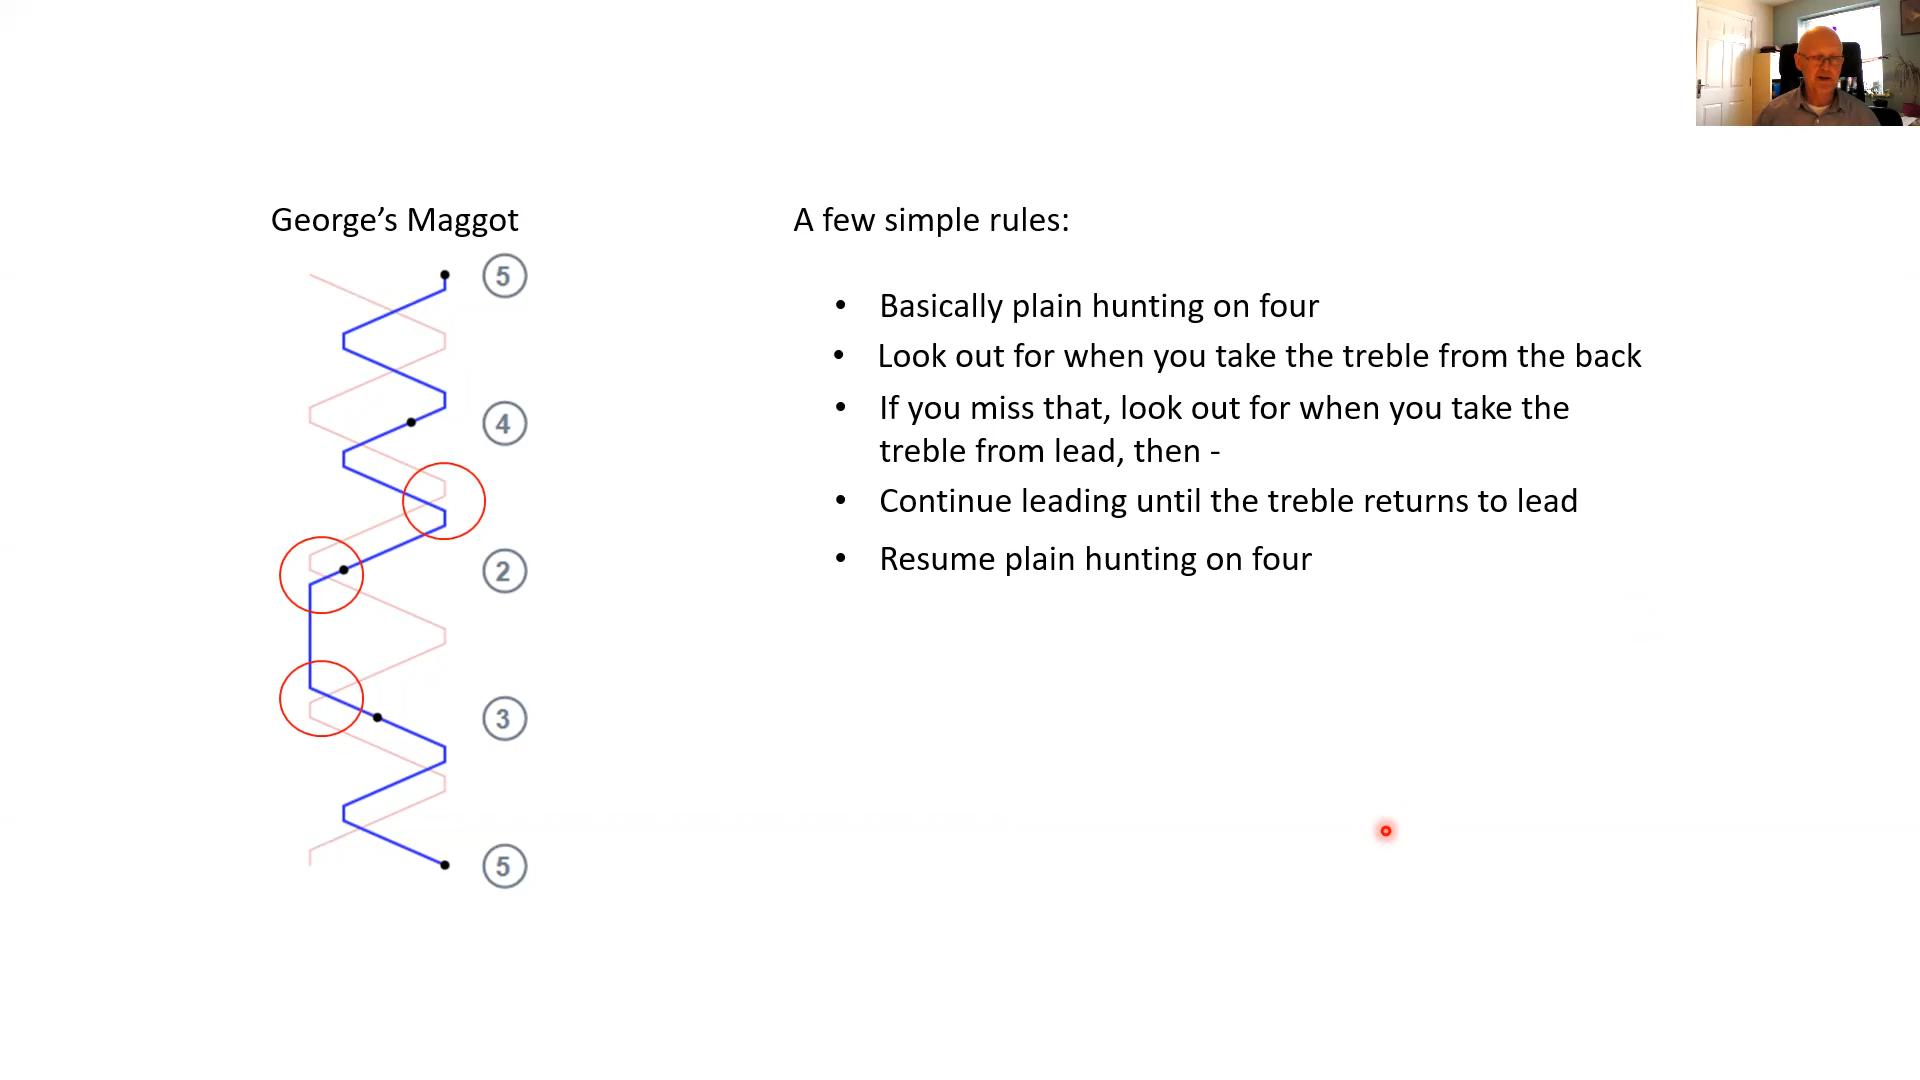 George’s Maggot
5
4
2
3
5
A few simple rules:
• Basically plain hunting on four
• Look out for when you take the treble from the back
• If you miss that, look out for when you take the
treble from lead, then -
• Continue leading until the treble returns to lead
• Resume plain hunting on four